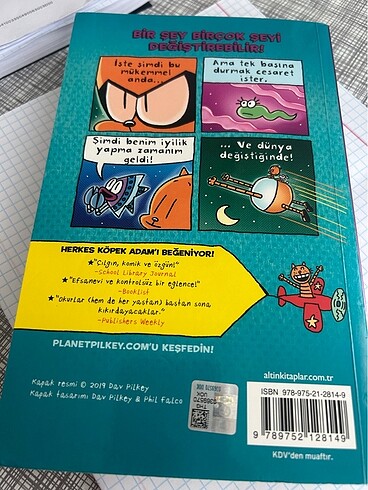 BİR ŞEY BİRÇOK ŞEYİ
DEĞİŞTİREBİLİR!
İşte şimdi bu
mükemmel
anda...
Ama tek başına
durmak cesaret
ister.
Şimdi benim iyilik
yapma zamanım
geldi!
... Ve dünya
değiştiğinde!
HERKES KÖPEK ADAM'I BEĞENİYOR!
★"Çılgın, komik ve özgün!"
-School Library Journal
★"Efsanevi ve kontrolsüz bir eğlence!"
-Booklist
★"Okurlar (hem de her yaştan) baştan sona
kıkırdayacaklar."
-Publishers Weekly
PLANETPILKEY.COM'U KEŞFEDİN!
Kapak resmi © 2019 Dav Pilkey
Kapak tasarımı Dav Pilkey & Phil Falco
altinkitaplar.com.tr
ISBN 978-975-21-2814-9
9 789752 128149
KDV'den muaftır.